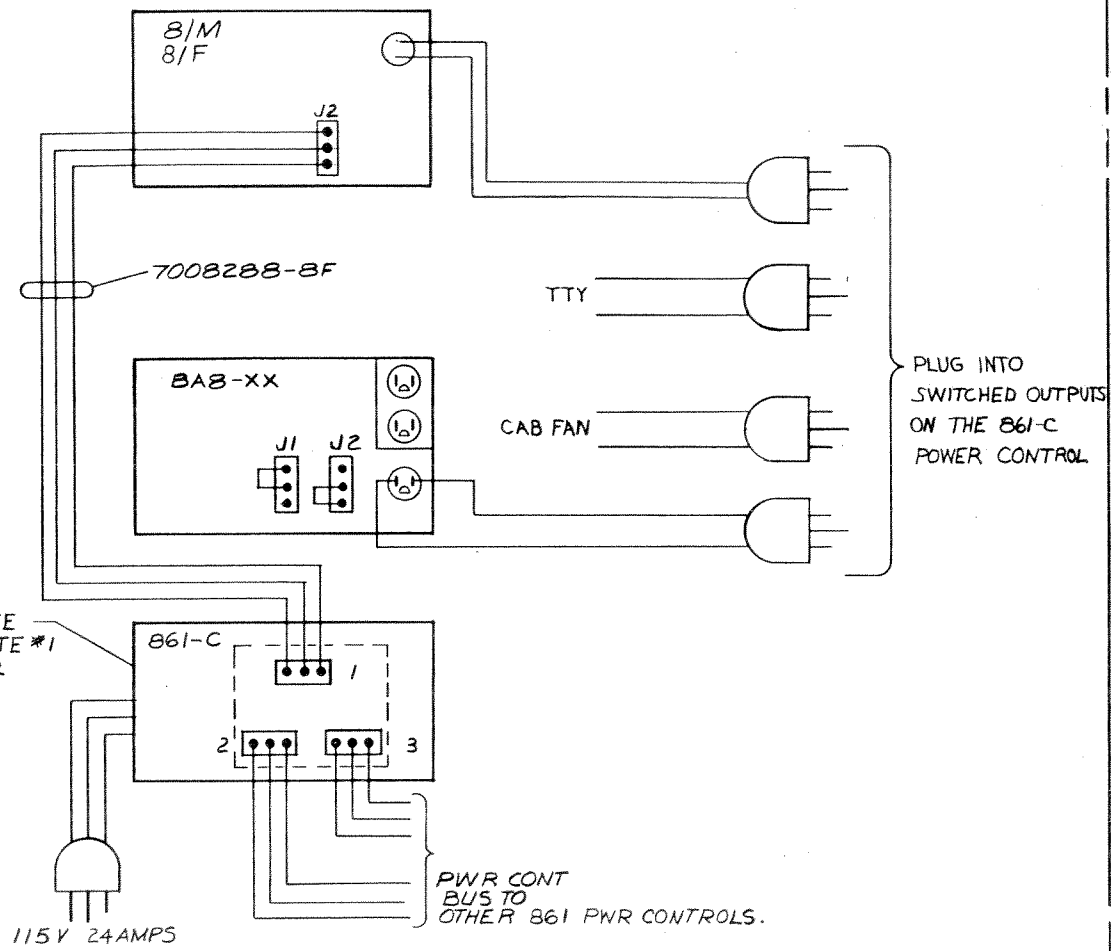 8/M
8/F
J2
7008288-8F
TTY
PLUG INTO
SWITCHED OUTPUTS
ON THE 861-C
POWER CONTROL
BA8-XX
J1 J2
CAB FAN
TE #1
861-C
1
2
3
PWR CONT
BUS TO
OTHER 861 PWR CONTROLS.
115V 24AMPS